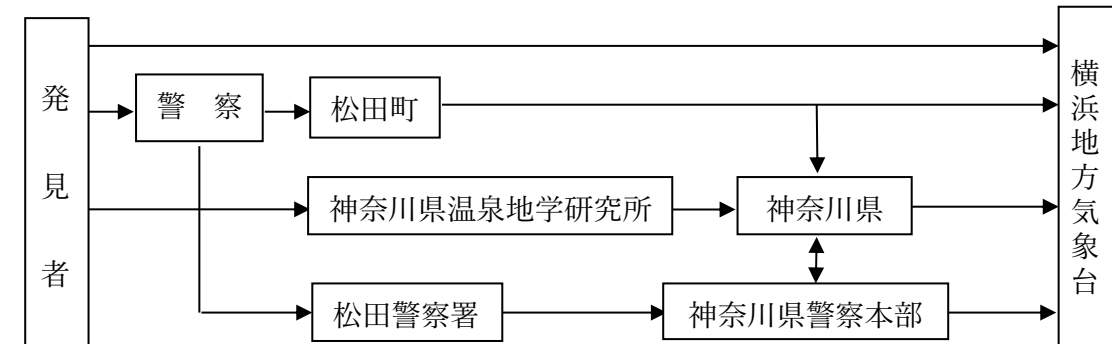 発見者
警 察
松田町
神奈川県温泉地学研究所
神奈川県
松田警察署
神奈川県警察本部
横浜地方気象台